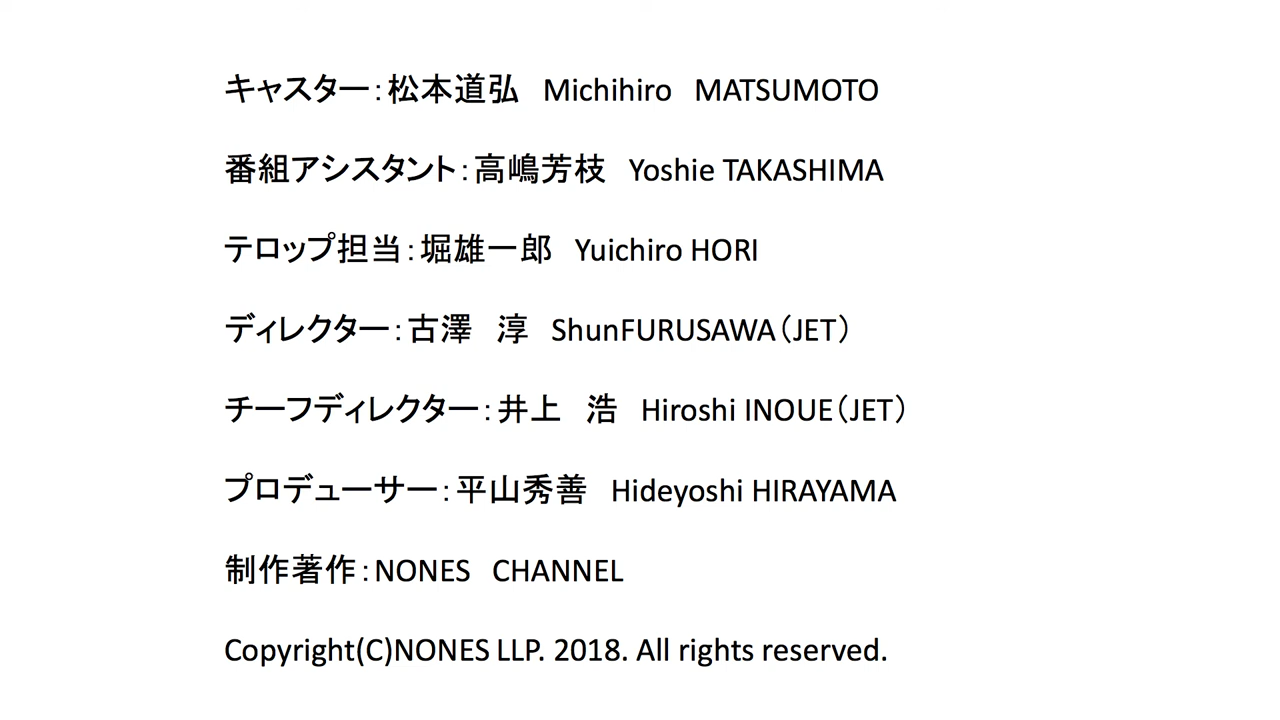 キャスター：松本道弘　Michihiro　MATSUMOTO
番組アシスタント：高嶋芳枝　Yoshie TAKASHIMA
テロップ担当：堀雄一郎　Yuichiro HORI
ディレクター：古澤　淳　ShunFURUSAWA（JET）
チーフディレクター：井上　浩　Hiroshi INOUE（JET）
プロデューサー：平山秀善　Hideyoshi HIRAYAMA
制作著作：NONES　CHANNEL
Copyright(C)NONES LLP. 2018. All rights reserved.